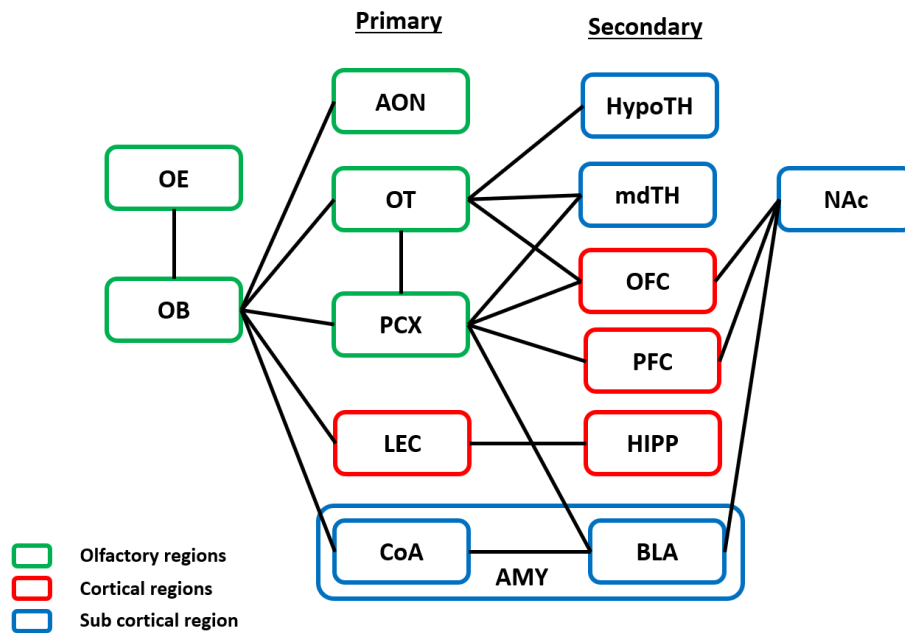 Primary
Secondary
AON
HypoTH
OE
OT
mdTH
NAc
OB
PCX
OFC
PFC
LEC
HIPP
CoA
BLA
AMY
Olfactory regions
Cortical regions
Sub cortical region